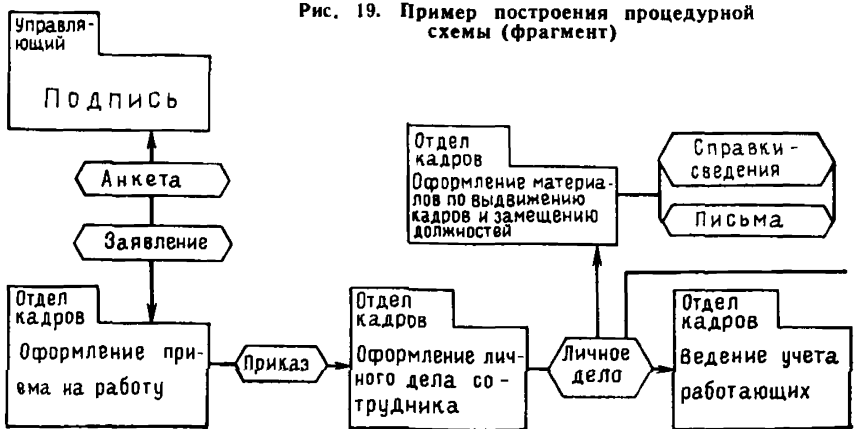 Рис. 19. Пример построения процедурной
схемы (фрагмент)
Управля-
ющий
Подпись
Анкета
Заявление
Отдел
кадров
Оформление при-
ема на работу
Приказ
Отдел
кадров
Оформление лич-
ного дела со-
трудника
Личное
дело
Отдел
кадров
Оформление материа-
лов по выдвижению
кадров и замещению
должностей
Справки-
сведения
Письма
Отдел
кадров
Ведение учета
работающих